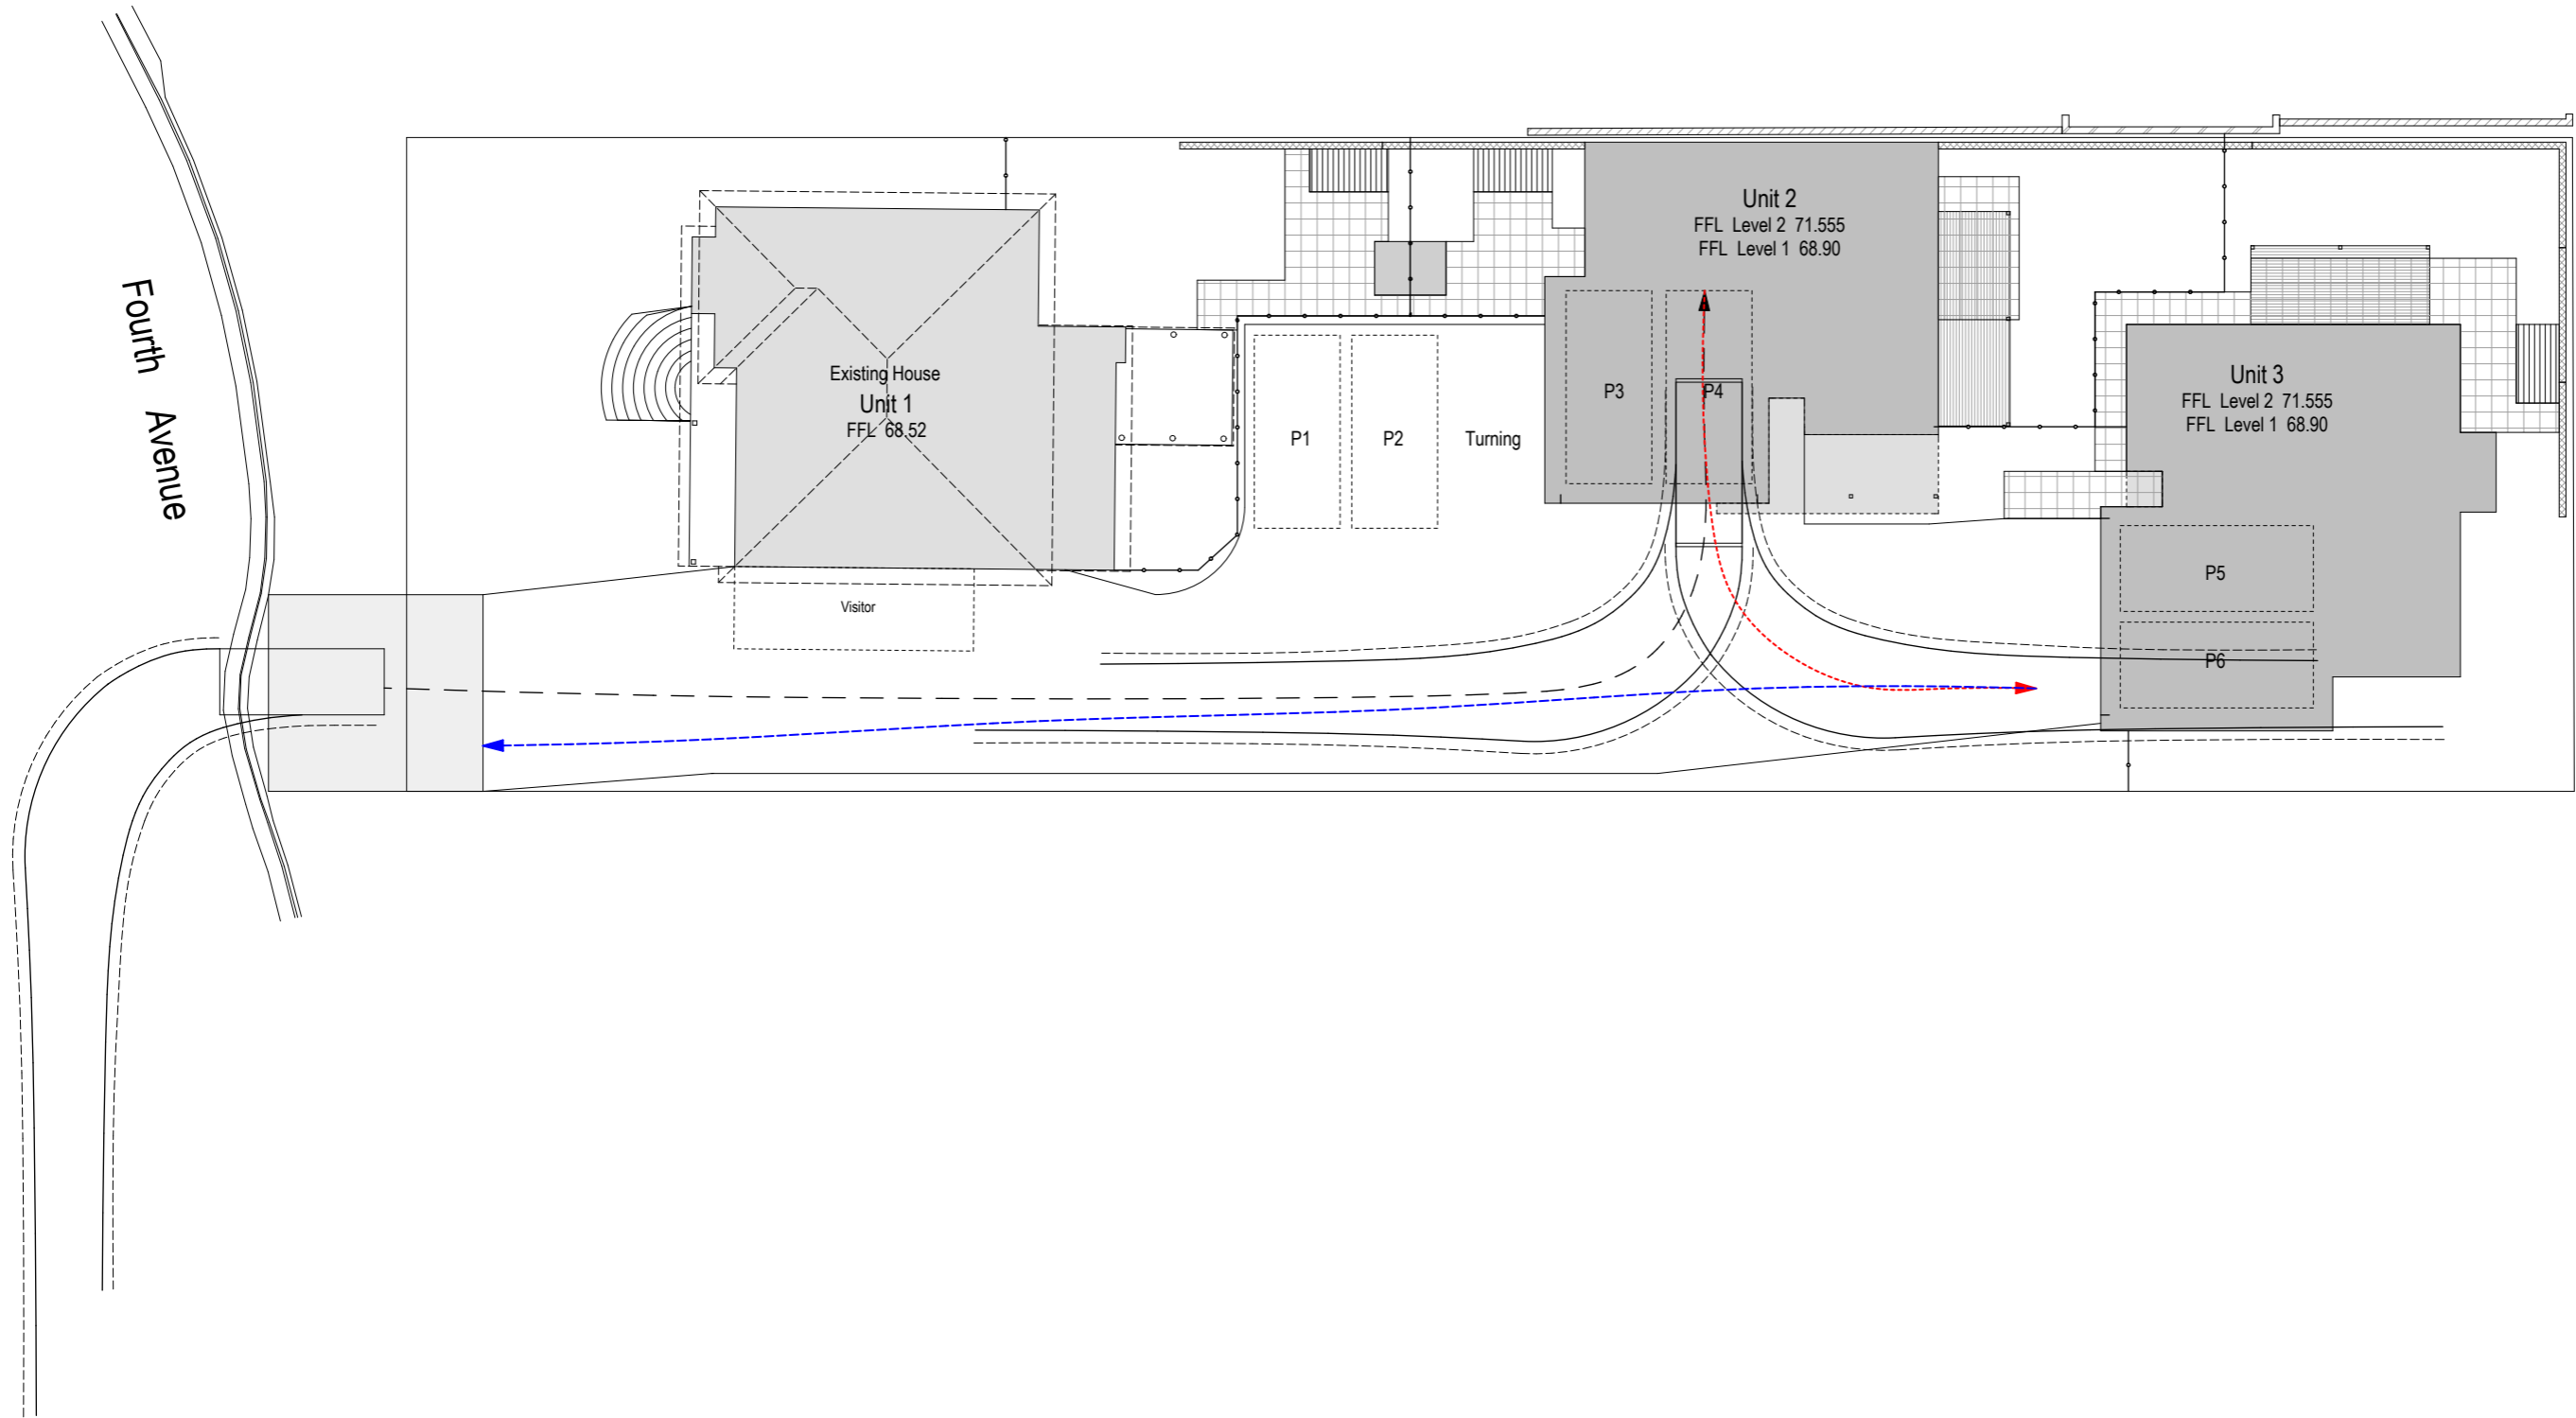 Fourth Avenue
Existing House
Unit 1
FFL 68.52
Visitor
P1
P2
Turning
Unit 2
FFL Level 2 71.555
FFL Level 1 68.90
P3
P4
Unit 3
FFL Level 2 71.555
FFL Level 1 68.90
P5
P6